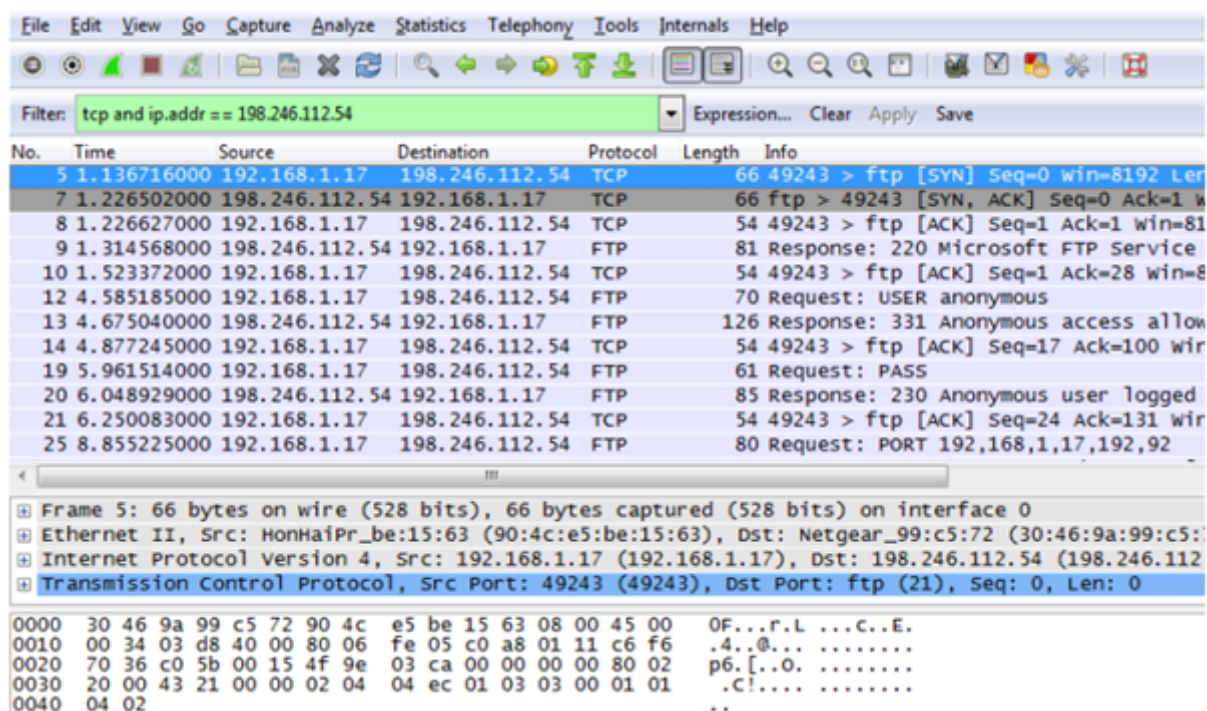 File Edit View Go Capture Analyze Statistics Telephony Tools Internals Help
Filter: tcp and ip.addr == 198.246.112.54 Expression... Clear Apply Save
No. Time Source Destination Protocol Length Info
5 1.136716000 192.168.1.17 198.246.112.54 TCP 66 49243 > ftp [SYN] Seq=0 Win=8192 Ler
7 1.226502000 198.246.112.54 192.168.1.17 TCP 66 ftp > 49243 [SYN, ACK] Seq=0 Ack=1 W
8 1.226627000 192.168.1.17 198.246.112.54 TCP 54 49243 > ftp [ACK] Seq=1 Ack=1 Win=81
9 1.314568000 198.246.112.54 192.168.1.17 FTP 81 Response: 220 Microsoft FTP Service
10 1.523372000 192.168.1.17 198.246.112.54 TCP 54 49243 > ftp [ACK] Seq=1 Ack=28 Win=8
12 4.585185000 192.168.1.17 198.246.112.54 FTP 70 Request: USER anonymous
13 4.675040000 198.246.112.54 192.168.1.17 FTP 126 Response: 331 Anonymous access allow
14 4.877245000 192.168.1.17 198.246.112.54 TCP 54 49243 > ftp [ACK] Seq=17 Ack=100 Wir
19 5.961514000 192.168.1.17 198.246.112.54 FTP 61 Request: PASS
20 6.048929000 198.246.112.54 192.168.1.17 FTP 85 Response: 230 Anonymous user logged
21 6.250083000 192.168.1.17 198.246.112.54 TCP 54 49243 > ftp [ACK] Seq=24 Ack=131 Wir
25 8.855225000 192.168.1.17 198.246.112.54 FTP 80 Request: PORT 192,168,1,17,192,92
Frame 5: 66 bytes on wire (528 bits), 66 bytes captured (528 bits) on interface 0
Ethernet II, Src: HonHaiPr_be:15:63 (90:4c:e5:be:15:63), Dst: Netgear_99:c5:72 (30:46:9a:99:c5:
Internet Protocol Version 4, Src: 192.168.1.17 (192.168.1.17), Dst: 198.246.112.54 (198.246.112
Transmission Control Protocol, Src Port: 49243 (49243), Dst Port: ftp (21), Seq: 0, Len: 0
0000 30 46 9a 99 c5 72 90 4c e5 be 15 63 08 00 45 00 0F...r.L ...c..E.
0010 00 34 03 d8 40 00 80 06 fe 05 c0 a8 01 11 c6 f6 .4..@... ........
0020 70 36 c0 5b 00 15 4f 9e 03 ca 00 00 00 00 80 02 p6.[..O. ........
0030 20 00 43 21 00 00 02 04 04 ec 01 03 03 00 01 01 .C!.... ........
0040 04 02 ..